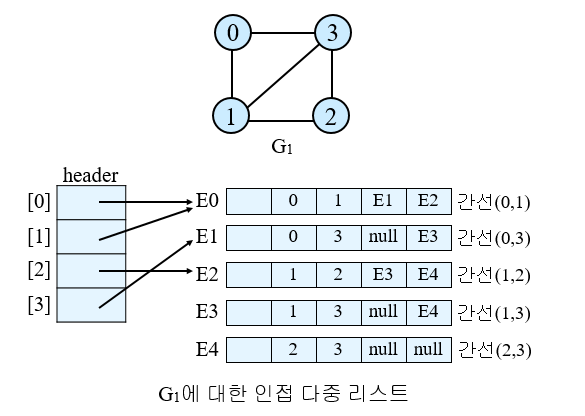 0 3
1 2
G1
header
[0] E0 0 1 E1 E2 간선(0,1)
[1] E1 0 3 null E3 간선(0,3)
[2] E2 1 2 E3 E4 간선(1,2)
[3] E3 1 3 null E4 간선(1,3)
E4 2 3 null null 간선(2,3)
G1에 대한 인접 다중 리스트